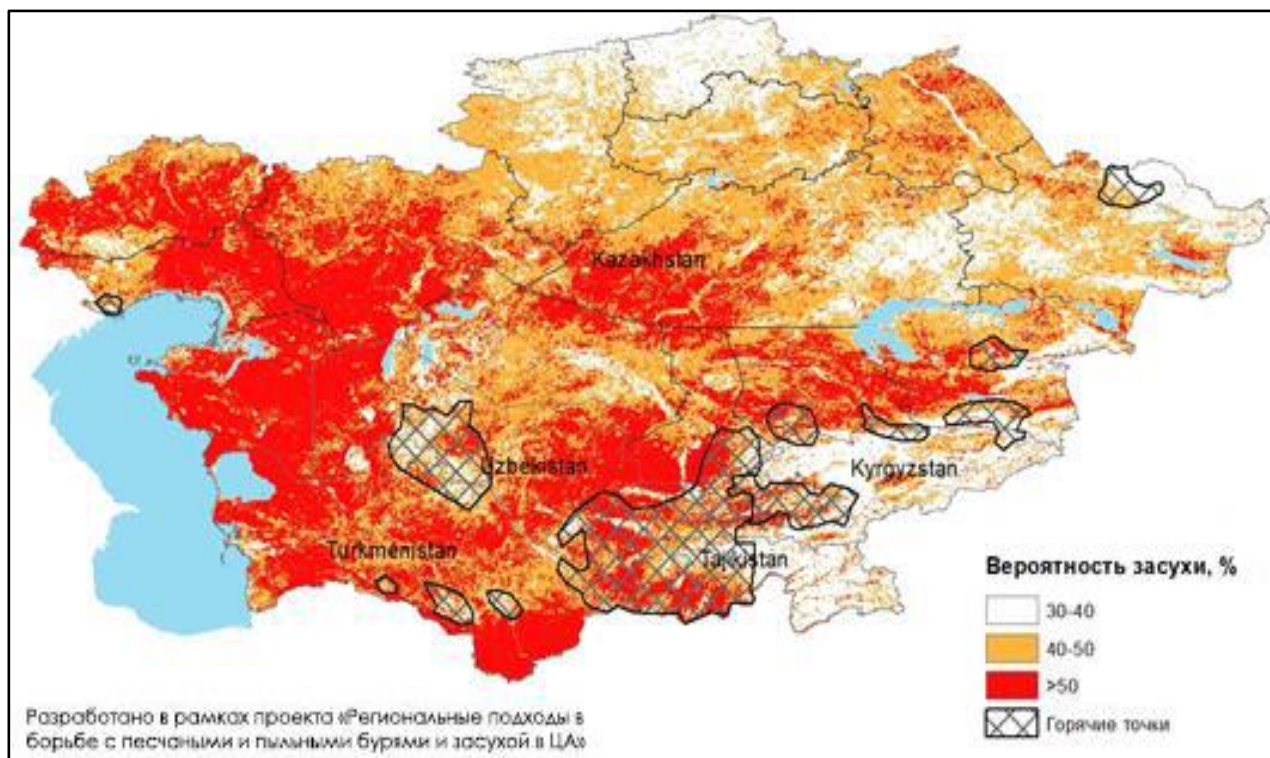 Kazakhstan
Uzbekistan
Kyrgyzstan
Turkmenistan
Tajikistan
Вероятность засухи, %
30-40
40-50
>50
Горячие точки
Разработано в рамках проекта «Региональные подходы в
борьбе с песчаными и пыльными бурями и засухой в ЦА»